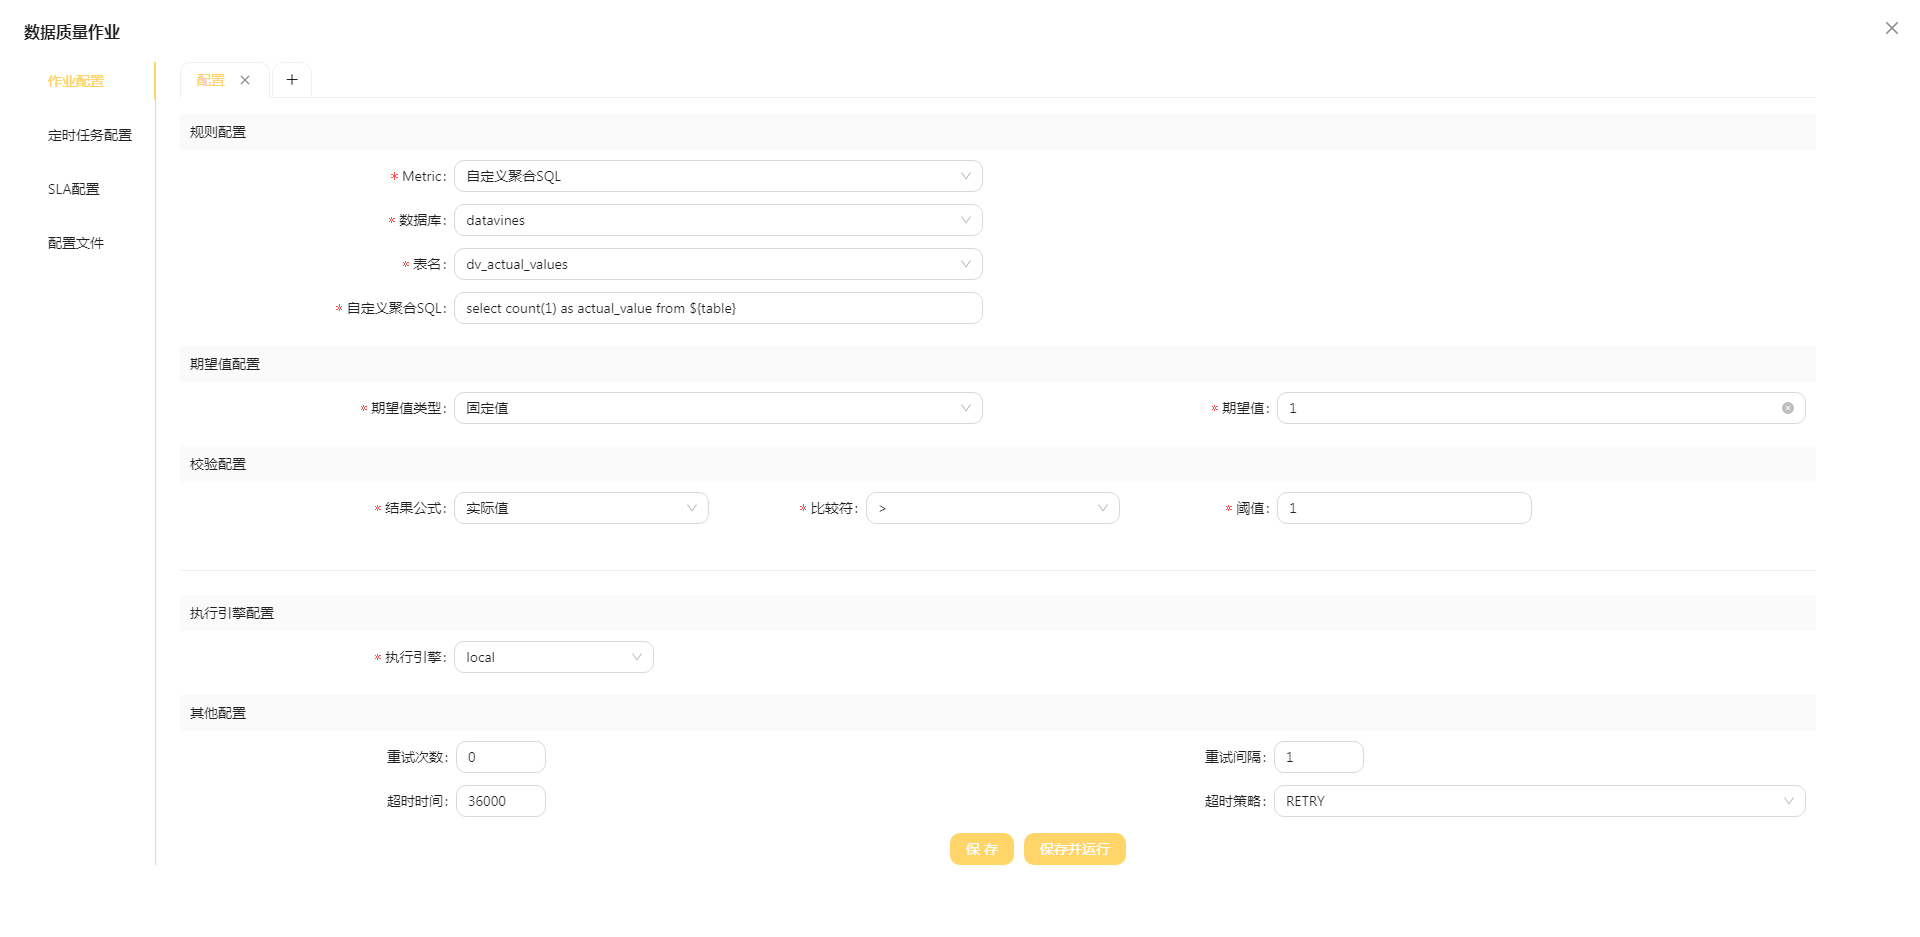 数据质量作业
作业配置
定时任务配置
SLA配置
配置文件
配置
规则配置
* Metric: 自定义聚合SQL
* 数据库: datavines
* 表名: dv_actual_values
* 自定义聚合SQL: select count(1) as actual_value from ${table}
期望值配置
* 期望值类型: 固定值 * 期望值: 1
校验配置
* 结果公式: 实际值 * 比较符: > * 阈值: 1
执行引擎配置
* 执行引擎: local
其他配置
重试次数: 0 重试间隔: 1
超时时间: 36000 超时策略: RETRY
保 存 保存并运行